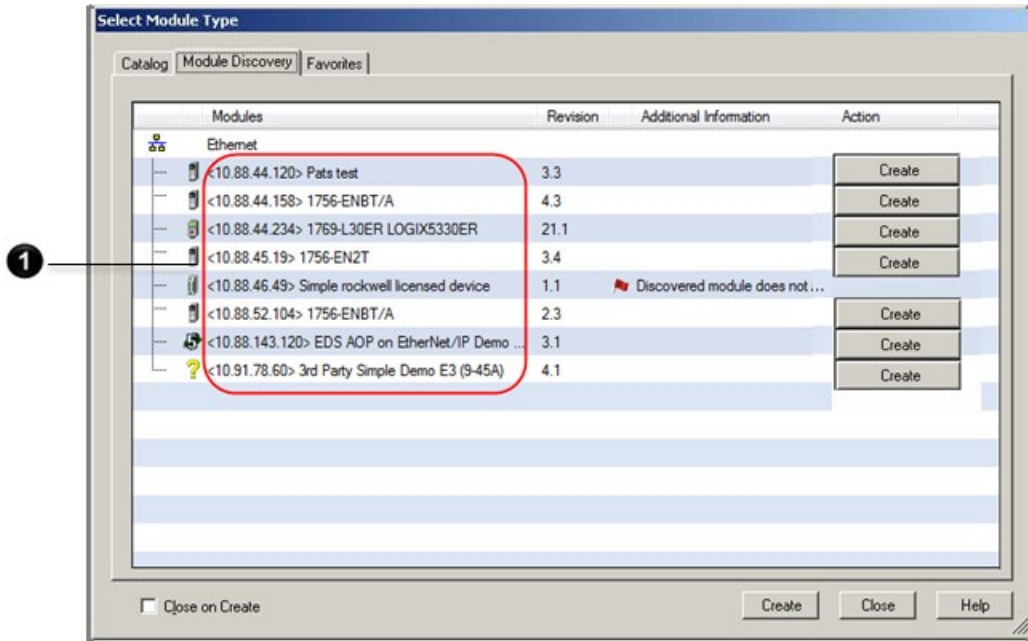 Select Module Type
Catalog Module Discovery Favorites
Modules Revision Additional Information Action
Ethernet
<10.88.44.120> Pats test 3.3 Create
<10.88.44.158> 1756-ENBT/A 4.3 Create
<10.88.44.234> 1769-L30ER LOGIX5330ER 21.1 Create
1
<10.88.45.19> 1756-EN2T 3.4 Create
<10.88.46.49> Simple rockwell licensed device 1.1 Discovered module does not ...
<10.88.52.104> 1756-ENBT/A 2.3 Create
<10.88.143.120> EDS AOP on EtherNet/IP Demo ... 3.1 Create
<10.91.78.60> 3rd Party Simple Demo E3 (9-45A) 4.1 Create
Close on Create Create Close Help